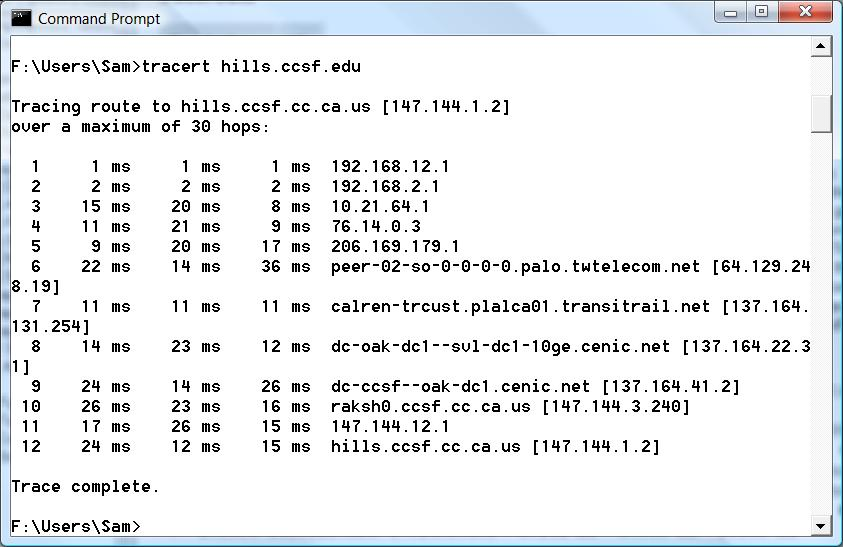 Command Prompt
F:\Users\Sam>tracert hills.ccsf.edu
Tracing route to hills.ccsf.cc.ca.us [147.144.1.2]
over a maximum of 30 hops:
  1     1 ms     1 ms     1 ms  192.168.12.1
  2     2 ms     2 ms     2 ms  192.168.2.1
  3    15 ms    20 ms     8 ms  10.21.64.1
  4    11 ms    21 ms     9 ms  76.14.0.3
  5     9 ms    20 ms    17 ms  206.169.179.1
  6    22 ms    14 ms    36 ms  peer-02-so-0-0-0-0.palo.twtelecom.net [64.129.24
8.19]
  7    11 ms    11 ms    11 ms  calren-trcust.plalca01.transitrail.net [137.164.
131.254]
  8    14 ms    23 ms    12 ms  dc-oak-dc1--svl-dc1-10ge.cenic.net [137.164.22.3
1]
  9    24 ms    14 ms    26 ms  dc-ccsf--oak-dc1.cenic.net [137.164.41.2]
 10    26 ms    23 ms    16 ms  raksh0.ccsf.cc.ca.us [147.144.3.240]
 11    17 ms    26 ms    15 ms  147.144.12.1
 12    24 ms    12 ms    15 ms  hills.ccsf.cc.ca.us [147.144.1.2]
Trace complete.
F:\Users\Sam>